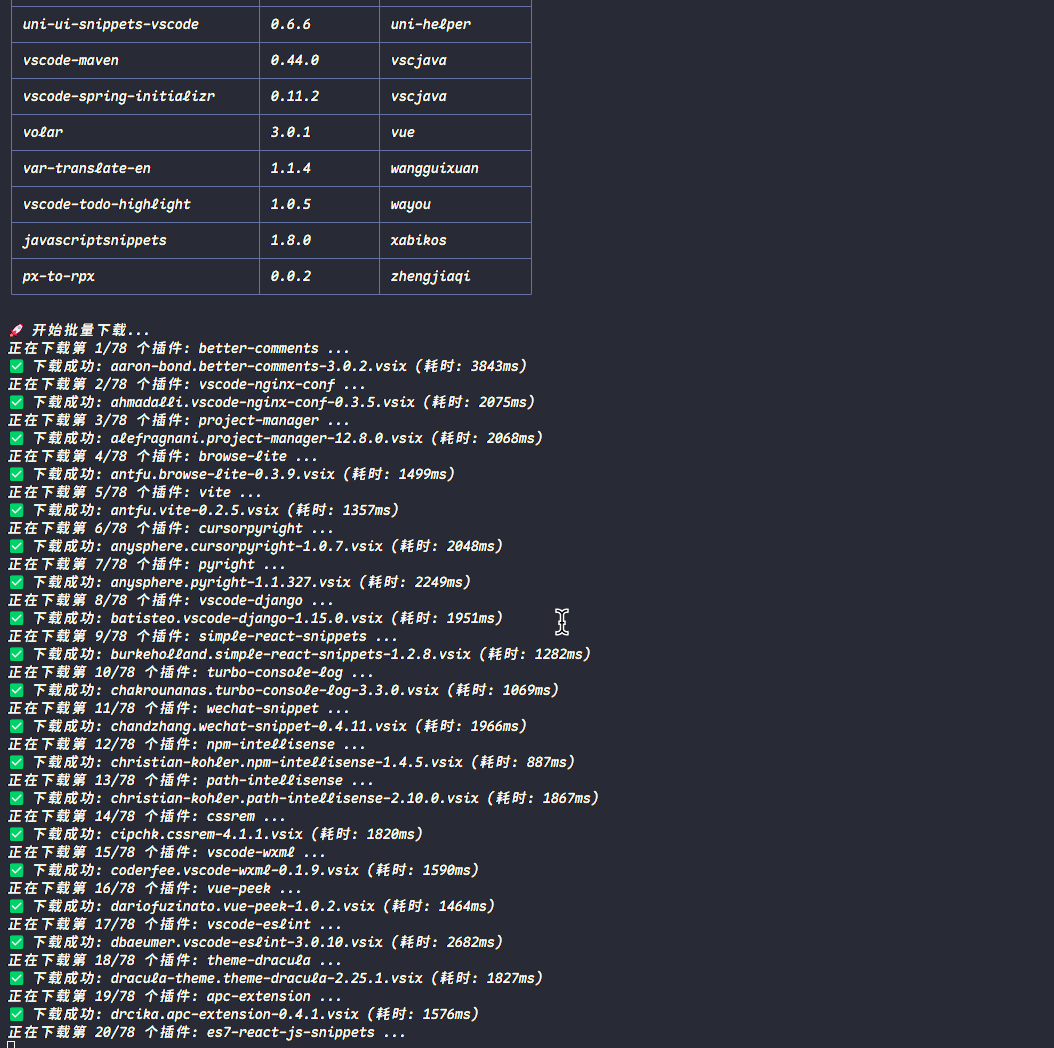 uni-ui-snippets-vscode 0.6.6 uni-helper
vscode-maven 0.44.0 vscjava
vscode-spring-initializr 0.11.2 vscjava
volar 3.0.1 vue
var-translate-en 1.1.4 wangguixuan
vscode-todo-highlight 1.0.5 wayou
javascriptsnippets 1.8.0 xabikos
px-to-rpx 0.0.2 zhengjiaqi
🚀 开始批量下载...
正在下载第 1/78 个插件: better-comments ...
✅ 下载成功: aaron-bond.better-comments-3.0.2.vsix (耗时: 3843ms)
正在下载第 2/78 个插件: vscode-nginx-conf ...
✅ 下载成功: ahmadalli.vscode-nginx-conf-0.3.5.vsix (耗时: 2075ms)
正在下载第 3/78 个插件: project-manager ...
✅ 下载成功: alefragnani.project-manager-12.8.0.vsix (耗时: 2068ms)
正在下载第 4/78 个插件: browse-lite ...
✅ 下载成功: antfu.browse-lite-0.3.9.vsix (耗时: 1499ms)
正在下载第 5/78 个插件: vite ...
✅ 下载成功: antfu.vite-0.2.5.vsix (耗时: 1357ms)
正在下载第 6/78 个插件: cursorpyright ...
✅ 下载成功: anysphere.cursorpyright-1.0.7.vsix (耗时: 2048ms)
正在下载第 7/78 个插件: pyright ...
✅ 下载成功: anysphere.pyright-1.1.327.vsix (耗时: 2249ms)
正在下载第 8/78 个插件: vscode-django ...
✅ 下载成功: batisteo.vscode-django-1.15.0.vsix (耗时: 1951ms)
正在下载第 9/78 个插件: simple-react-snippets ...
✅ 下载成功: burkeholland.simple-react-snippets-1.2.8.vsix (耗时: 1282ms)
正在下载第 10/78 个插件: turbo-console-log ...
✅ 下载成功: chakrounanas.turbo-console-log-3.3.0.vsix (耗时: 1069ms)
正在下载第 11/78 个插件: wechat-snippet ...
✅ 下载成功: chandzhang.wechat-snippet-0.4.11.vsix (耗时: 1966ms)
正在下载第 12/78 个插件: npm-intellisense ...
✅ 下载成功: christian-kohler.npm-intellisense-1.4.5.vsix (耗时: 887ms)
正在下载第 13/78 个插件: path-intellisense ...
✅ 下载成功: christian-kohler.path-intellisense-2.10.0.vsix (耗时: 1867ms)
正在下载第 14/78 个插件: cssrem ...
✅ 下载成功: cipchk.cssrem-4.1.1.vsix (耗时: 1820ms)
正在下载第 15/78 个插件: vscode-wxml ...
✅ 下载成功: coderfee.vscode-wxml-0.1.9.vsix (耗时: 1590ms)
正在下载第 16/78 个插件: vue-peek ...
✅ 下载成功: dariofuzinato.vue-peek-1.0.2.vsix (耗时: 1464ms)
正在下载第 17/78 个插件: vscode-eslint ...
✅ 下载成功: dbaeumer.vscode-eslint-3.0.10.vsix (耗时: 2682ms)
正在下载第 18/78 个插件: theme-dracula ...
✅ 下载成功: dracula-theme.theme-dracula-2.25.1.vsix (耗时: 1827ms)
正在下载第 19/78 个插件: apc-extension ...
✅ 下载成功: drcika.apc-extension-0.4.1.vsix (耗时: 1576ms)
正在下载第 20/78 个插件: es7-react-js-snippets ...